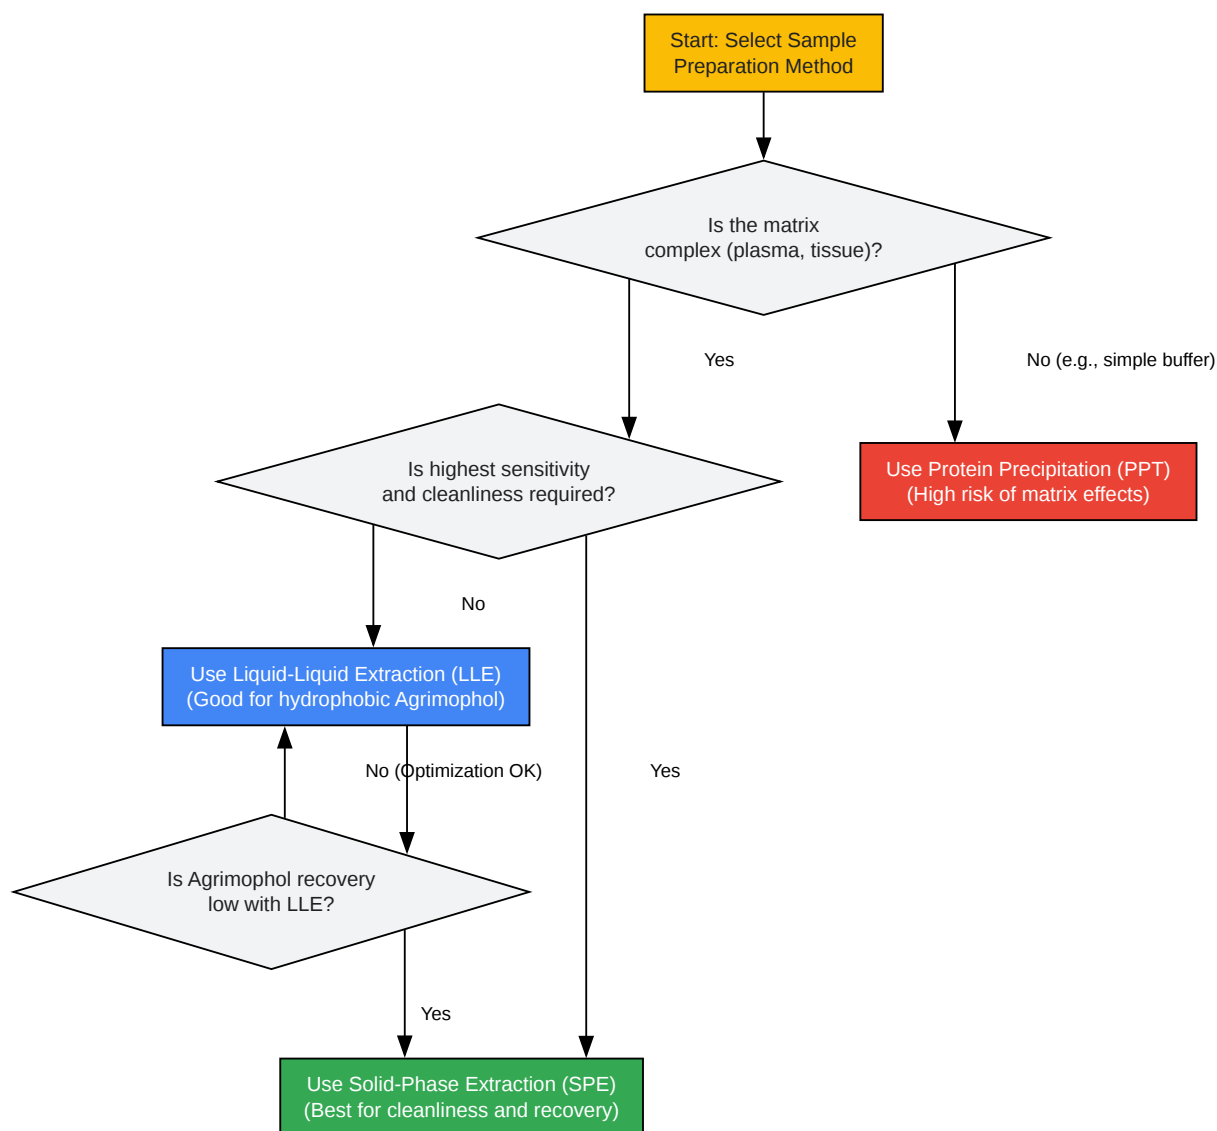 Start: Select Sample
Preparation Method
Is the matrix
complex (plasma, tissue)?
Yes
No (e.g., simple buffer)
Is highest sensitivity
and cleanliness required?
Use Protein Precipitation (PPT)
(High risk of matrix effects)
No
Use Liquid-Liquid Extraction (LLE)
(Good for hydrophobic Agrimophol)
No (Optimization OK)
Yes
Is Agrimophol recovery
low with LLE?
Yes
Use Solid-Phase Extraction (SPE)
(Best for cleanliness and recovery)